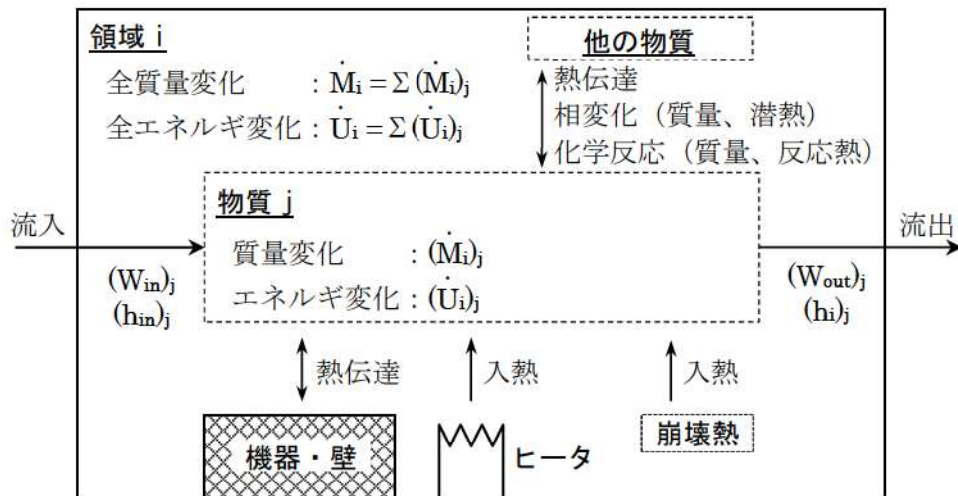 領域 i
全質量変化 : Ṁi = Σ (Ṁi)j
全エネルギ変化 : U̇i = Σ (U̇i)j
他の物質
熱伝達
相変化（質量、潜熱）
化学反応（質量、反応熱）
流入
(Win)j
(hin)j
物質 j
質量変化 : (Ṁi)j
エネルギ変化 : (U̇i)j
流出
(Wout)j
(hi)j
熱伝達
入熱
入熱
機器・壁
ヒータ
崩壊熱